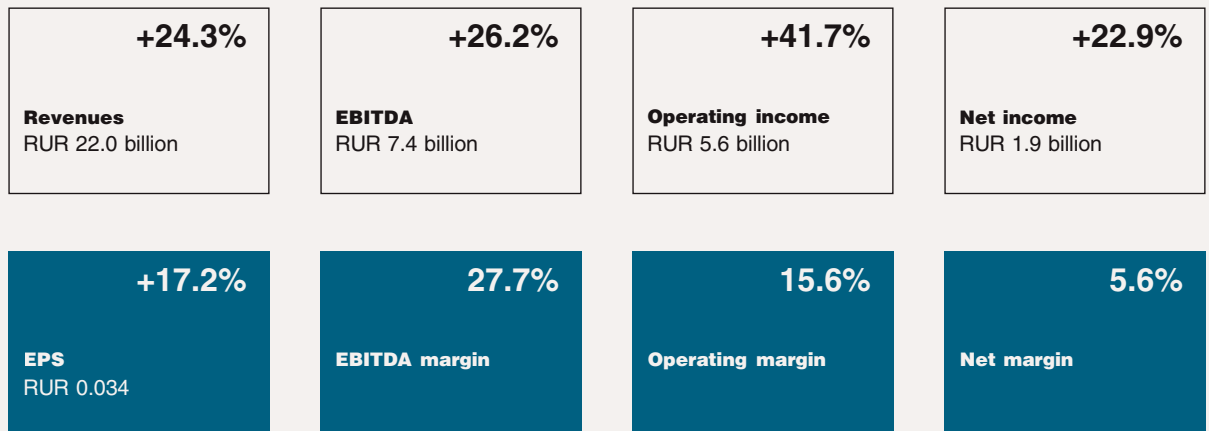 +24.3%
Revenues
RUR 22.0 billion
+26.2%
EBITDA
RUR 7.4 billion
+41.7%
Operating income
RUR 5.6 billion
+22.9%
Net income
RUR 1.9 billion
+17.2%
EPS
RUR 0.034
27.7%
EBITDA margin
15.6%
Operating margin
5.6%
Net margin